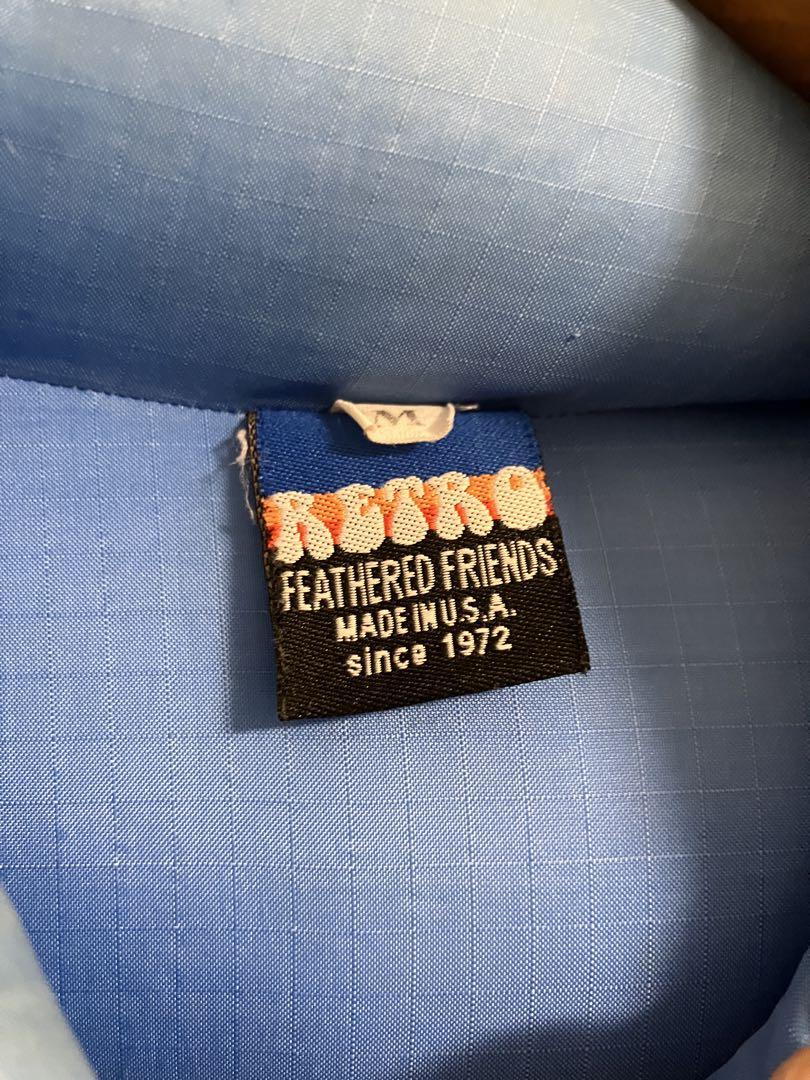 M
RETRO
FEATHERED FRIENDS
MADE IN U.S.A.
since 1972